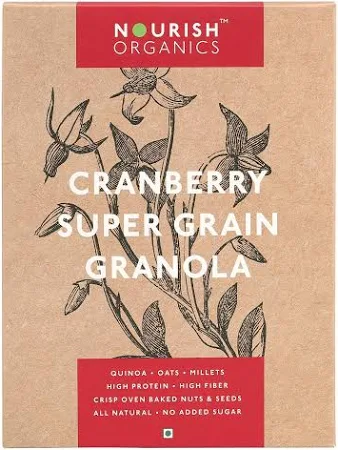 NOURISH™
ORGANICS
CRANBERRY
SUPER GRAIN
GRANOLA
QUINOA • OATS • MILLETS
HIGH PROTEIN • HIGH FIBER
CRISP OVEN BAKED NUTS & SEEDS
ALL NATURAL • NO ADDED SUGAR